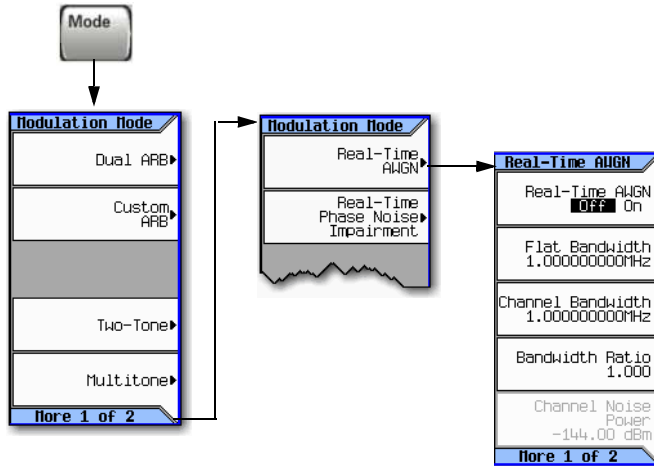 Mode
Modulation Mode
Dual ARB
Custom
ARB
Two-Tone
Multitone
More 1 of 2
Modulation Mode
Real-Time
AWGN
Real-Time
Phase Noise
Impairment
Real-Time AWGN
Real-Time AWGN
Off On
Flat Bandwidth
1.000000000MHz
Channel Bandwidth
1.000000000MHz
Bandwidth Ratio
1.000
Channel Noise
Power
-144.00 dBm
More 1 of 2